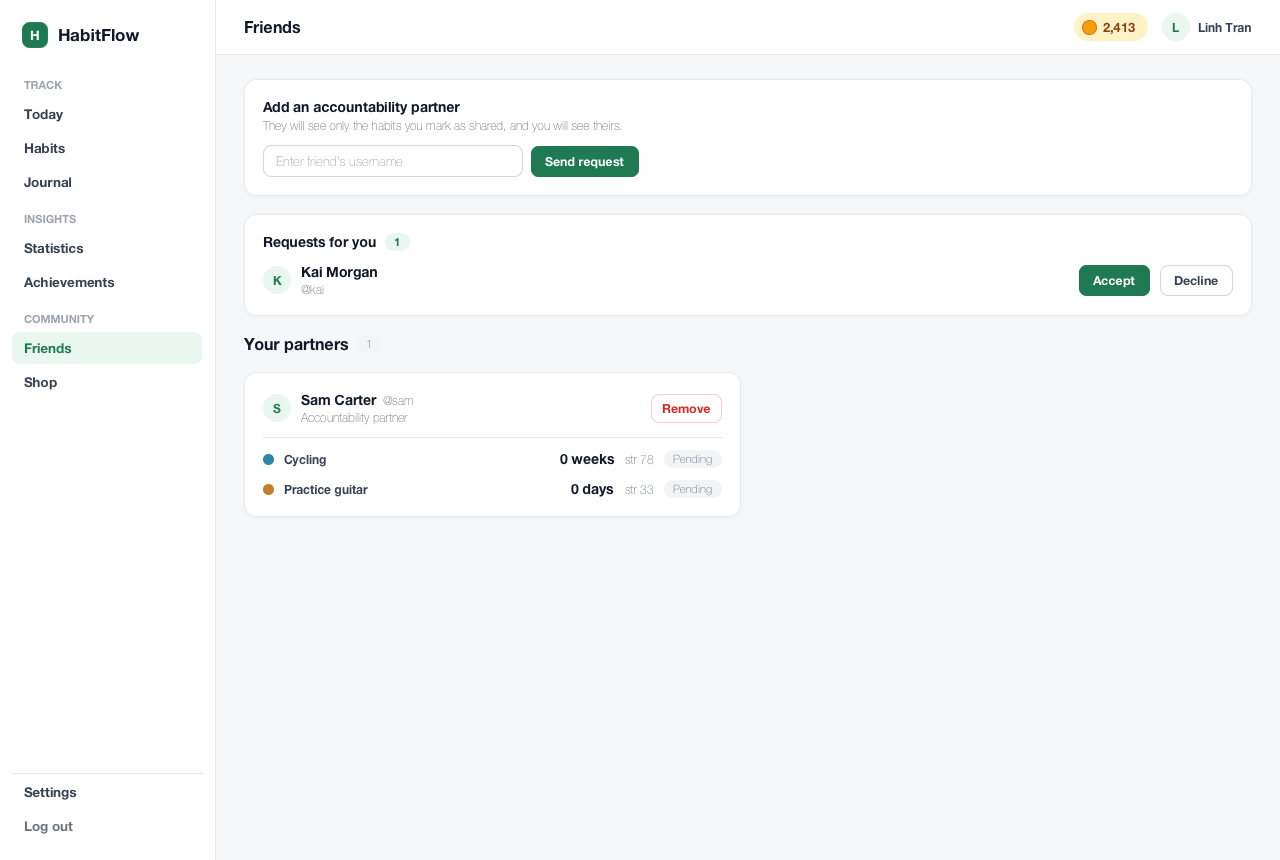 H HabitFlow
TRACK
Today
Habits
Journal
INSIGHTS
Statistics
Achievements
COMMUNITY
Friends
Shop
Settings
Log out
Friends
2,413
L Linh Tran
Add an accountability partner
They will see only the habits you mark as shared, and you will see theirs.
Enter friend's username
Send request
Requests for you 1
K Kai Morgan
@kai
Accept Decline
Your partners 1
S Sam Carter @sam
Accountability partner
Remove
Cycling 0 weeks str 78 Pending
Practice guitar 0 days str 33 Pending